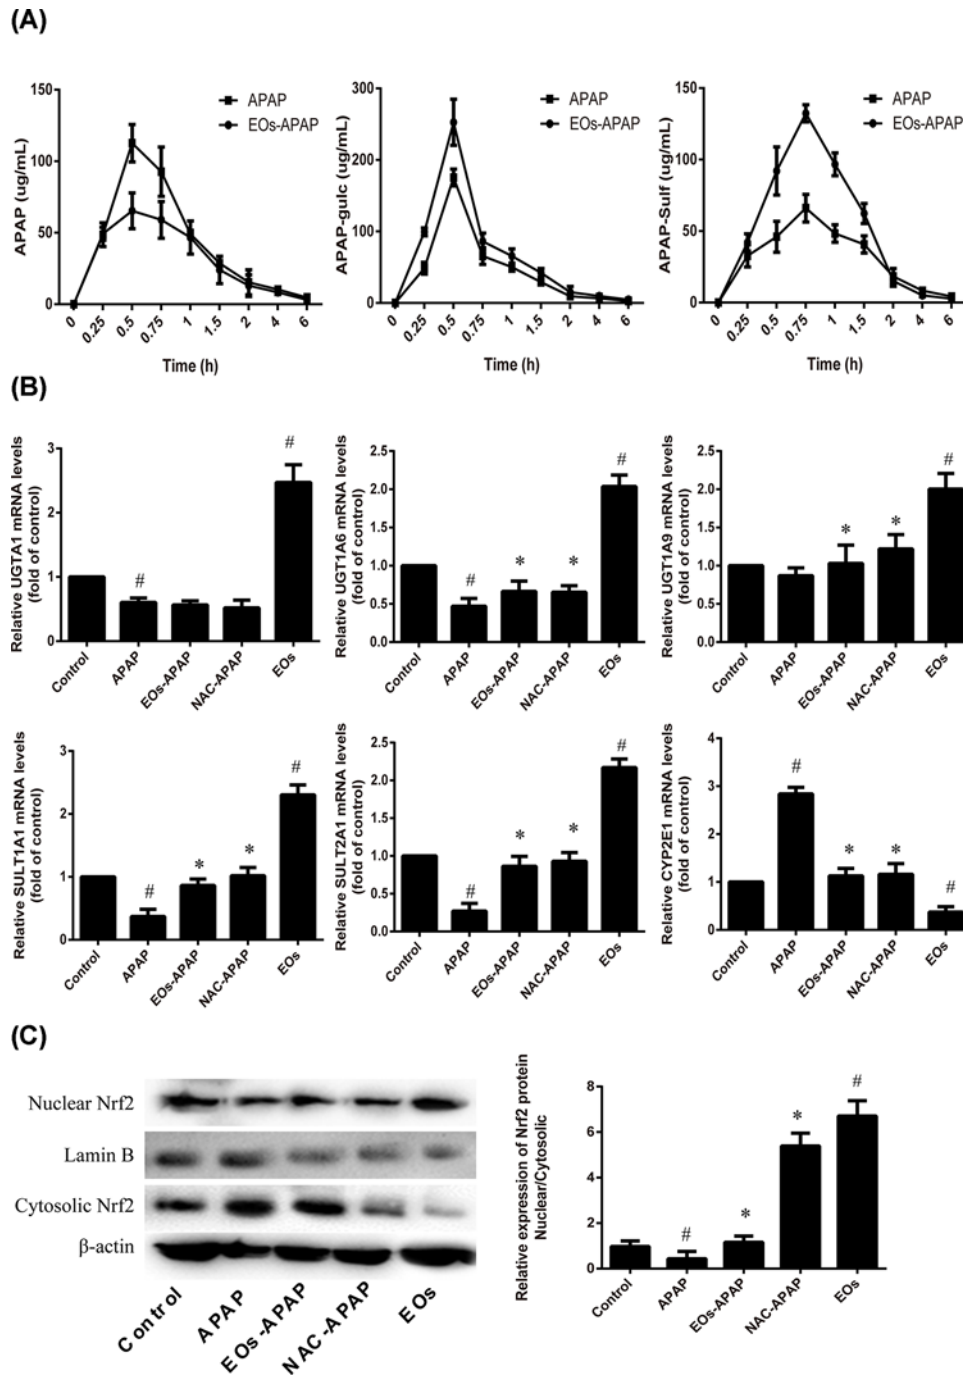 (A)
APAP
EOs-APAP
APAP (ug/mL)
150
100
50
0
0 0.25 0.5 0.75 1 1.5 2 4 6
Time (h)
APAP
EOs-APAP
APAP-gulc (ug/mL)
300
200
100
0
0 0.25 0.5 0.75 1 1.5 2 4 6
Time (h)
APAP
EOs-APAP
APAP-Sulf (ug/mL)
150
100
50
0
0 0.25 0.5 0.75 1 1.5 2 4 6
Time (h)
(B)
Relative UGTA1 mRNA levels
(fold of control)
3
2
1
0
# #
Control APAP EOs-APAP NAC-APAP EOs
Relative UGT1A6 mRNA levels
(fold of control)
2.5
2.0
1.5
1.0
0.5
0.0
# * * #
Control APAP EOs-APAP NAC-APAP EOs
Relative UGT1A9 mRNA levels
(fold of control)
2.5
2.0
1.5
1.0
0.5
0.0
* * #
Control APAP EOs-APAP NAC-APAP EOs
Relative SULT1A1 mRNA levels
(fold of control)
3
2
1
0
# * * #
Control APAP EOs-APAP NAC-APAP EOs
Relative SULT2A1 mRNA levels
(fold of control)
2.5
2.0
1.5
1.0
0.5
0.0
# * * #
Control APAP EOs-APAP NAC-APAP EOs
Relative CYP2E1 mRNA levels
(fold of control)
4
3
2
1
0
# * * #
Control APAP EOs-APAP NAC-APAP EOs
(C)
Nuclear Nrf2
Lamin B
Cytosolic Nrf2
β-actin
Control APAP EOs-APAP NAC-APAP EOs
Relative expression of Nrf2 protein
Nuclear/Cytosolic
8
6
4
2
0
# * * #
Control APAP EOs-APAP NAC-APAP EOs